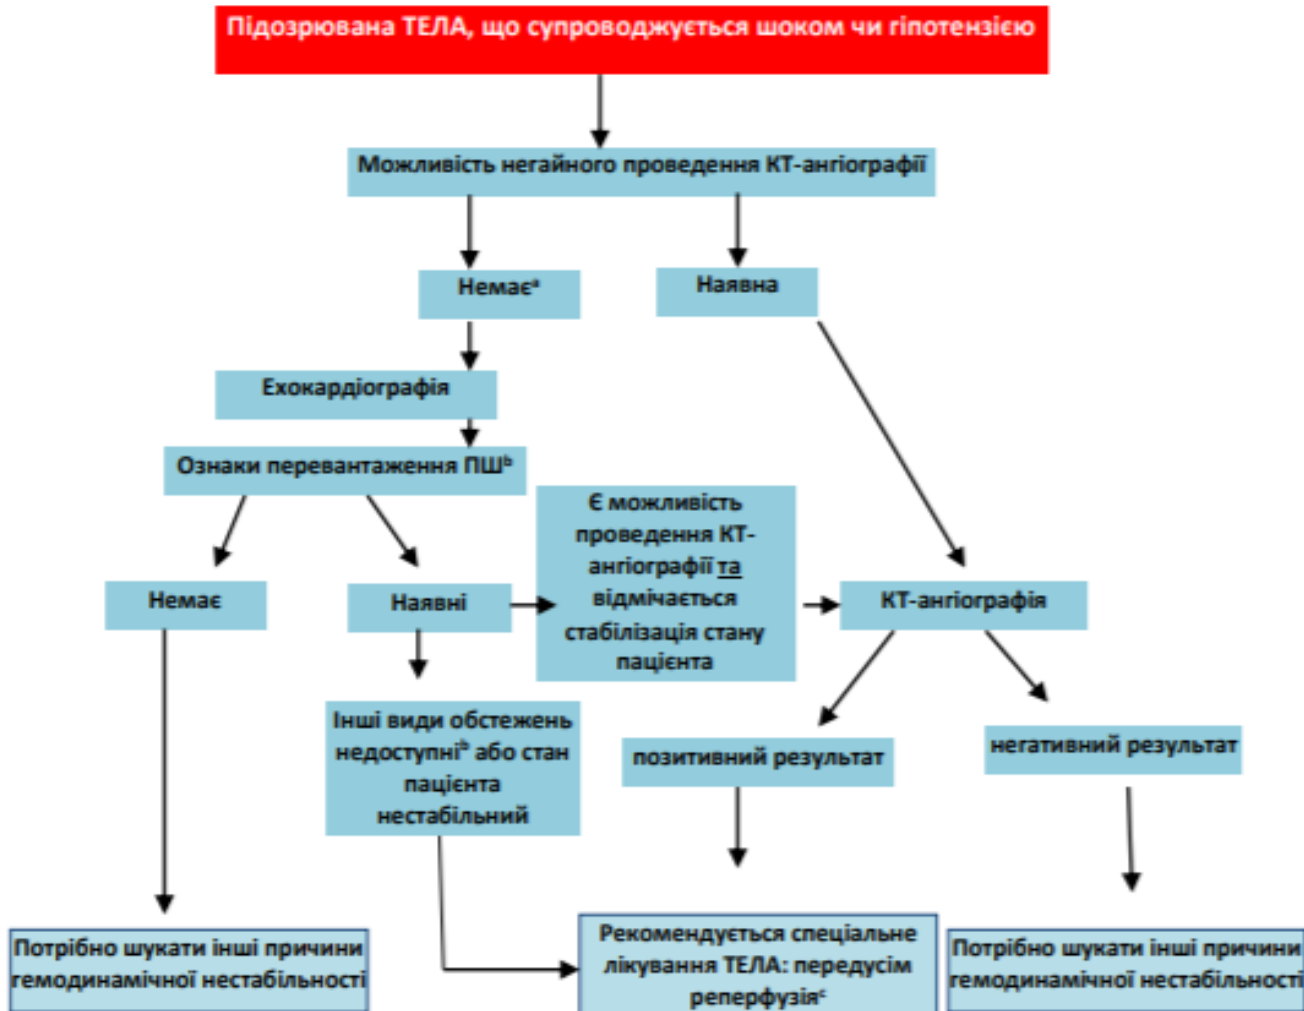 Підозрювана ТЕЛА, що супроводжується шоком чи гіпотензією
Можливість негайного проведення КТ-ангіографії
Немаєᵃ
Наявна
Ехокардіографія
Ознаки перевантаження ПШᵇ
Є можливість
проведення КТ-
ангіографії та
відмічається
стабілізація стану
пацієнта
Немає
Наявні
КТ-ангіографія
Інші види обстежень
недоступніᵇ або стан
пацієнта
нестабільний
позитивний результат
негативний результат
Потрібно шукати інші причини
гемодинамічної нестабільності
Рекомендується спеціальне
лікування ТЕЛА: передусім
реперфузіяᶜ
Потрібно шукати інші причини
гемодинамічної нестабільності